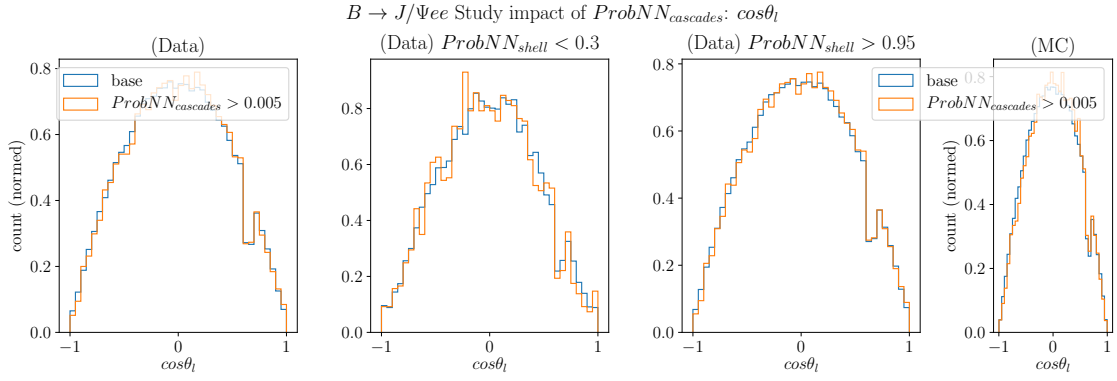 B → J/Ψee Study impact of ProbNN_cascades: cosθ_l
(Data)
(Data) ProbNN_shell < 0.3
(Data) ProbNN_shell > 0.95
(MC)
base
ProbNN_cascades > 0.005
base
ProbNN_cascades > 0.005
count (normed)
0.8
0.6
0.4
0.2
0.0
0.8
0.6
0.4
0.2
0.0
0.8
0.6
0.4
0.2
0.0
count (normed)
0.8
0.6
0.4
0.2
0.0
−1 0 1
−1 0 1
−1 0 1
−1 0 1
cosθ_l
cosθ_l
cosθ_l
cosθ_l